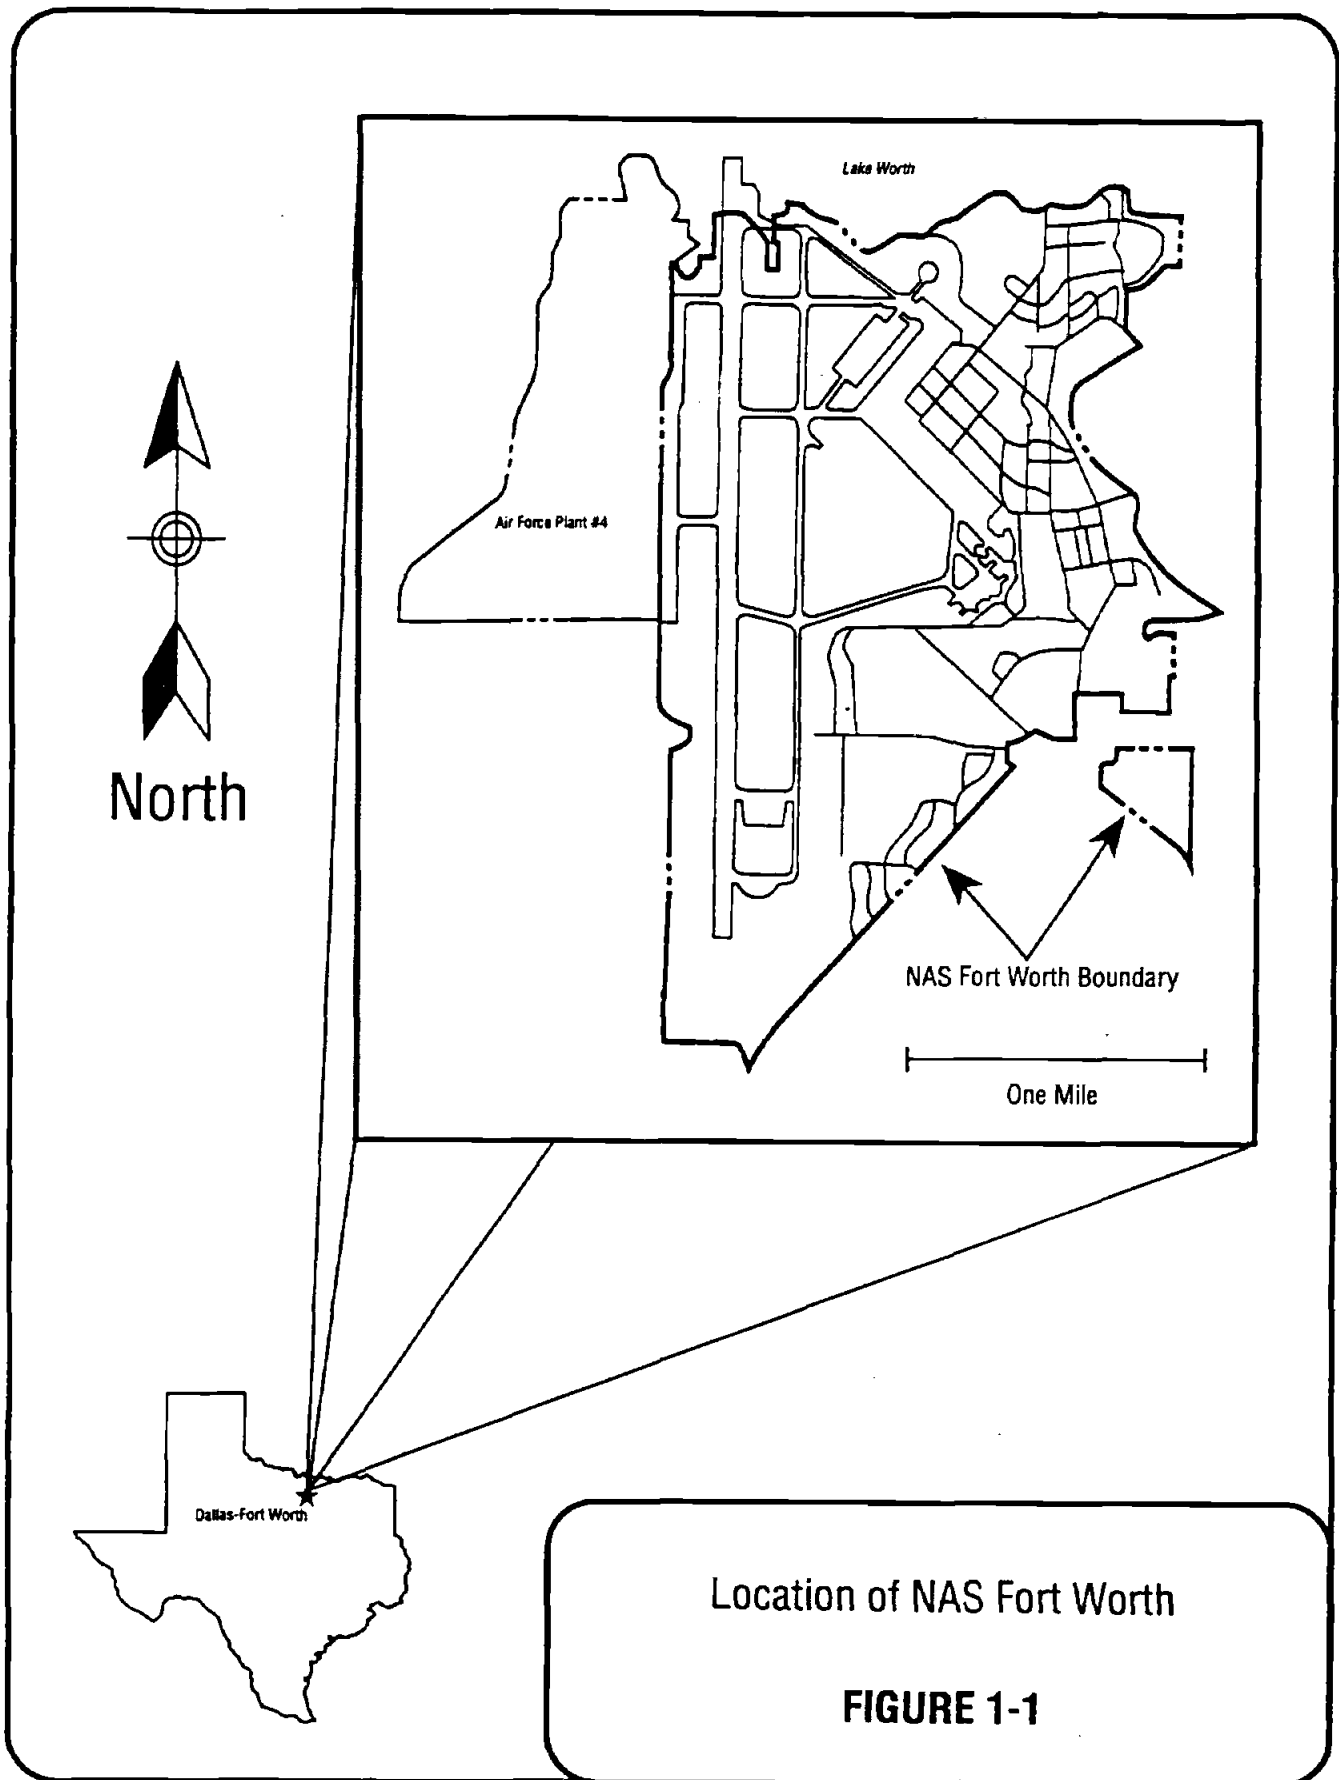 Lake Worth
Air Force Plant #4
North
NAS Fort Worth Boundary
One Mile
Dallas-Fort Worth
Location of NAS Fort Worth
FIGURE 1-1